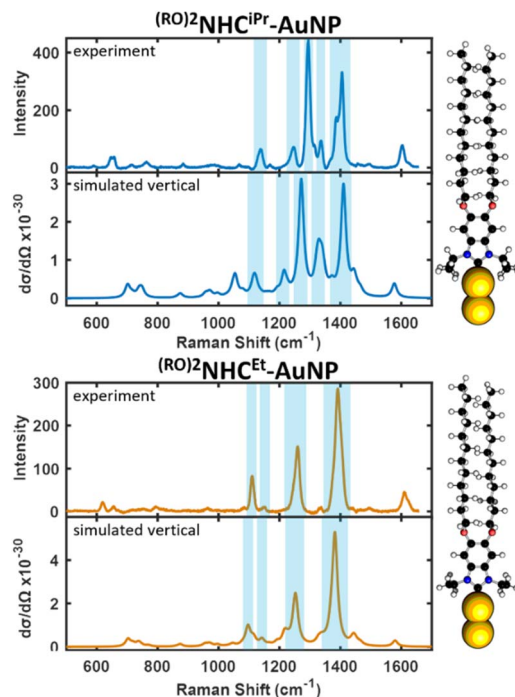 (RO)2NHCiPr-AuNP
experiment
Intensity
400
200
0
simulated vertical
dσ/dΩ x10-30
3
2
1
0
600 800 1000 1200 1400 1600
Raman Shift (cm-1)
(RO)2NHCEt-AuNP
experiment
Intensity
300
200
100
0
simulated vertical
dσ/dΩ x10-30
4
2
0
600 800 1000 1200 1400 1600
Raman Shift (cm-1)